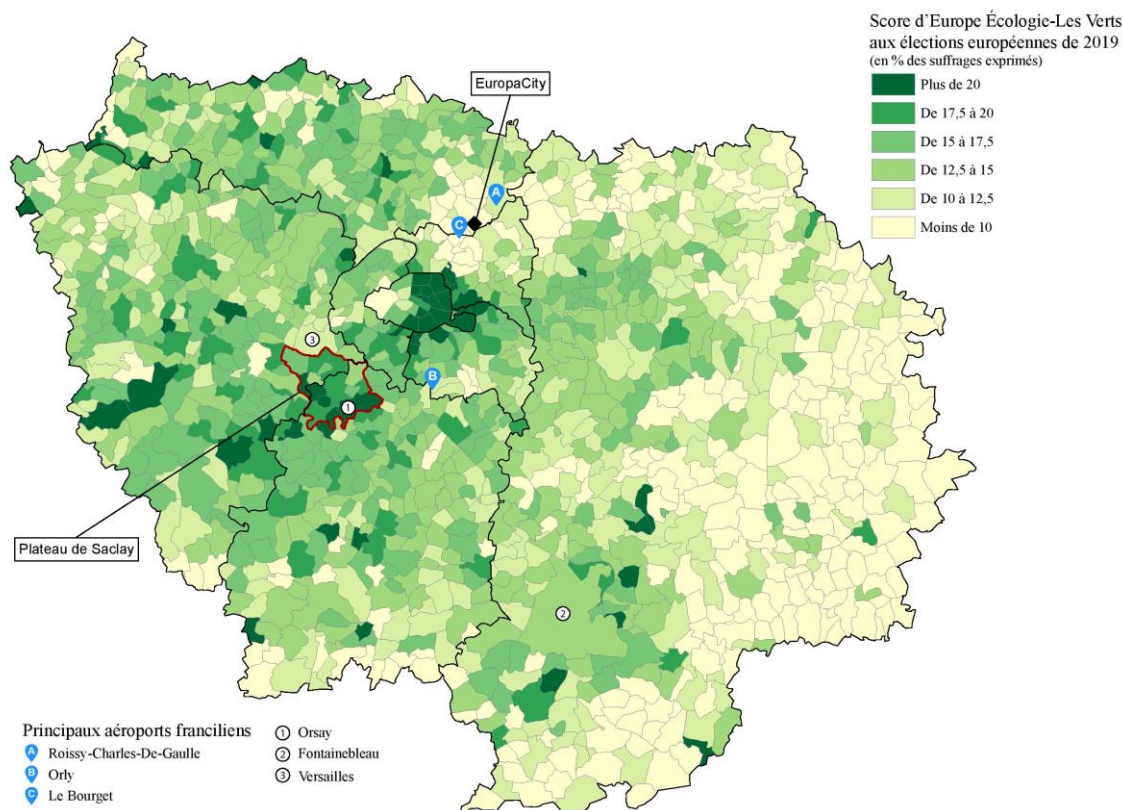 Score d'Europe Écologie-Les Verts
aux élections européennes de 2019
(en % des suffrages exprimés)
Plus de 20
De 17,5 à 20
De 15 à 17,5
De 12,5 à 15
De 10 à 12,5
Moins de 10
EuropaCity
A
C
3
B
1
Plateau de Saclay
2
Principaux aéroports franciliens
A Roissy-Charles-De-Gaulle
B Orly
C Le Bourget
1 Orsay
2 Fontainebleau
3 Versailles